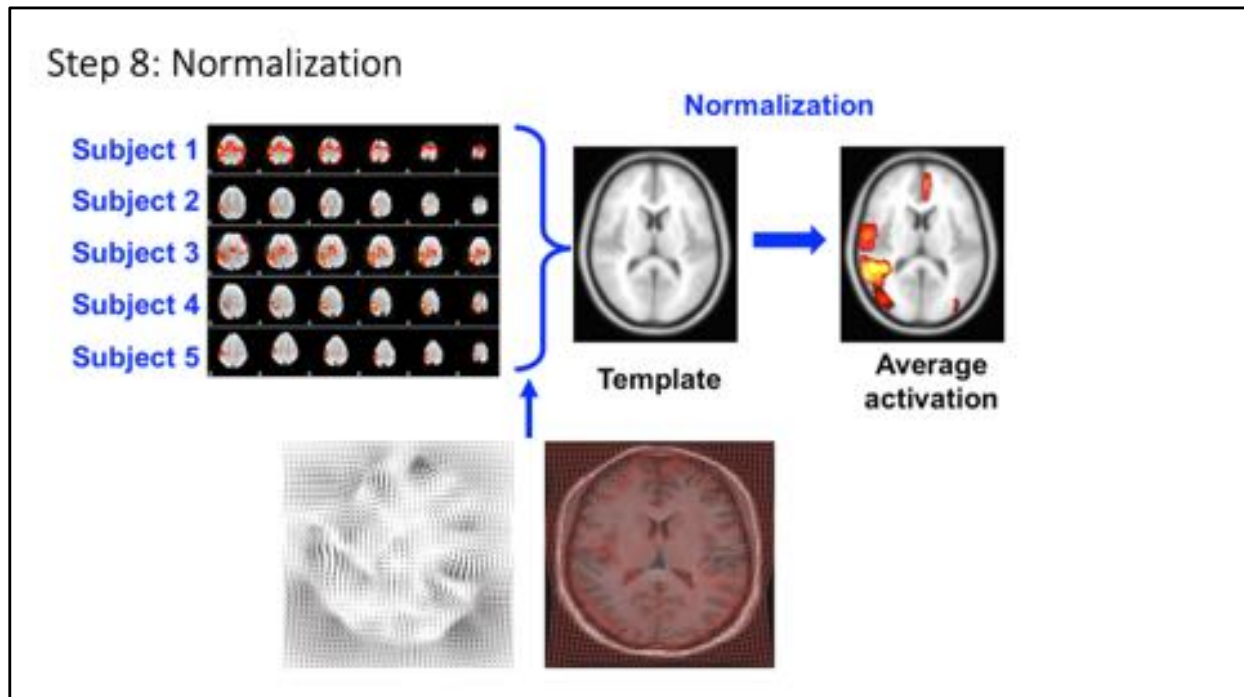 Step 8: Normalization
Normalization
Subject 1
Subject 2
Subject 3
Subject 4
Subject 5
Template
Average
activation